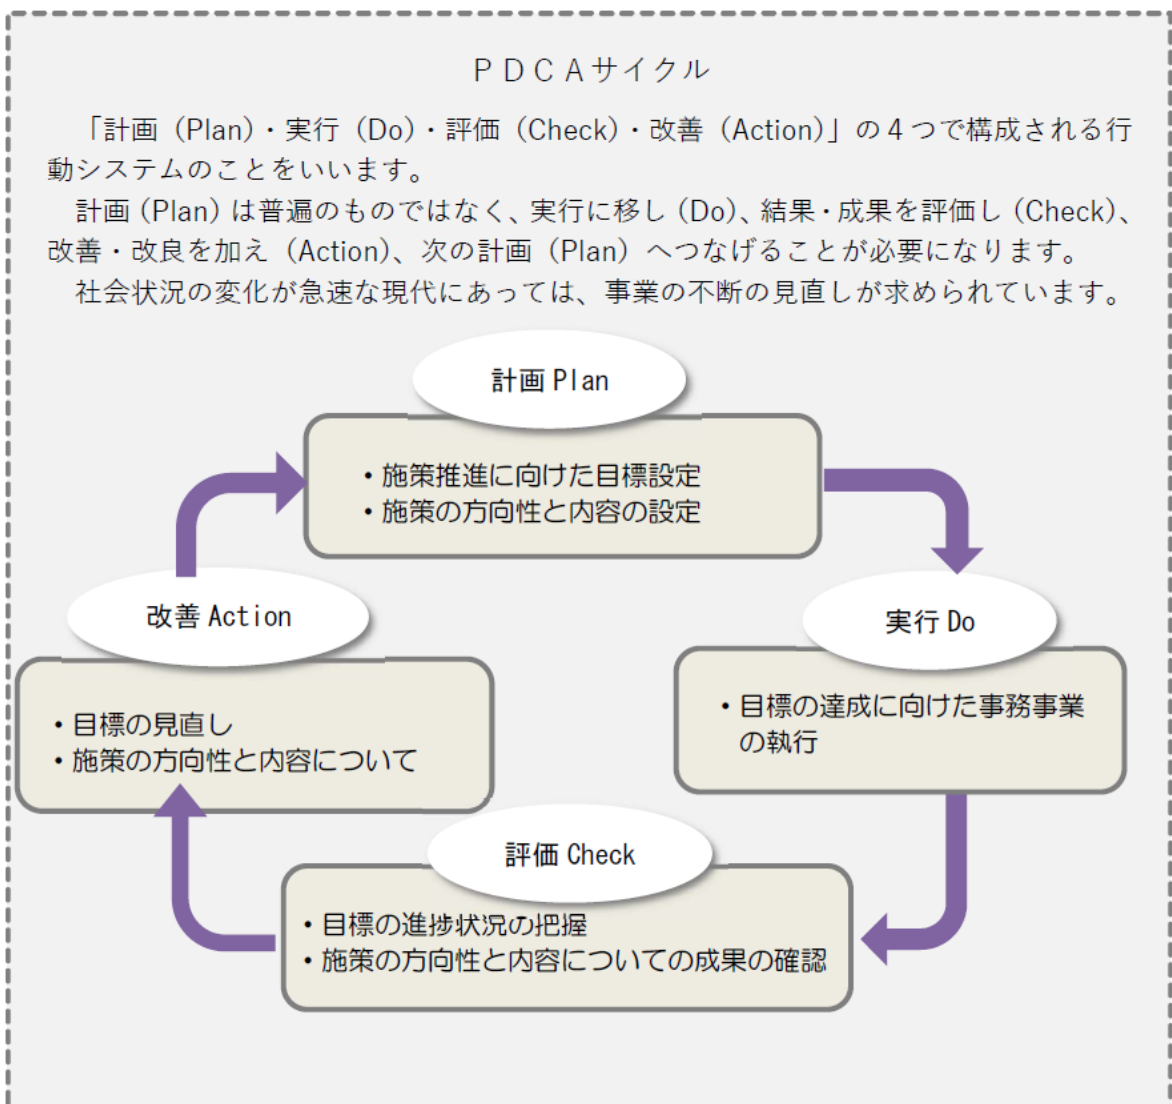 PDCAサイクル
「計画（Plan）・実行（Do）・評価（Check）・改善（Action）」の4つで構成される行
動システムのことをいいます。
計画（Plan）は普遍のものではなく、実行に移し（Do）、結果・成果を評価し（Check）、
改善・改良を加え（Action）、次の計画（Plan）へつなげることが必要になります。
社会状況の変化が急速な現代にあっては、事業の不断の見直しが求められています。
計画 Plan
・施策推進に向けた目標設定
・施策の方向性と内容の設定
実行 Do
・目標の達成に向けた事務事業
の執行
評価 Check
・目標の進捗状況の把握
・施策の方向性と内容についての成果の確認
改善 Action
・目標の見直し
・施策の方向性と内容について